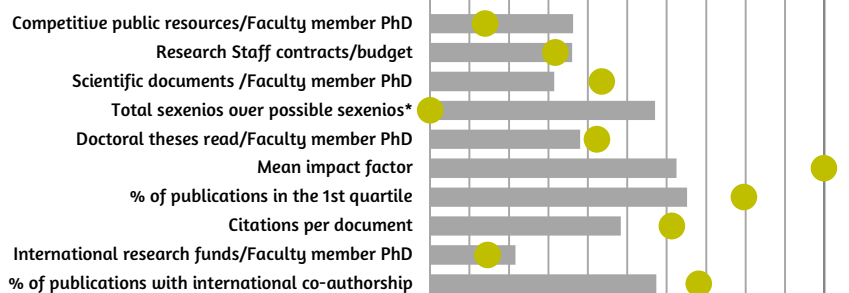 Competitive public resources/Faculty member PhD
Research Staff contracts/budget
Scientific documents /Faculty member PhD
Total sexenios over possible sexenios*
Doctoral theses read/Faculty member PhD
Mean impact factor
% of publications in the 1st quartile
Citations per document
International research funds/Faculty member PhD
% of publications with international co-authorship